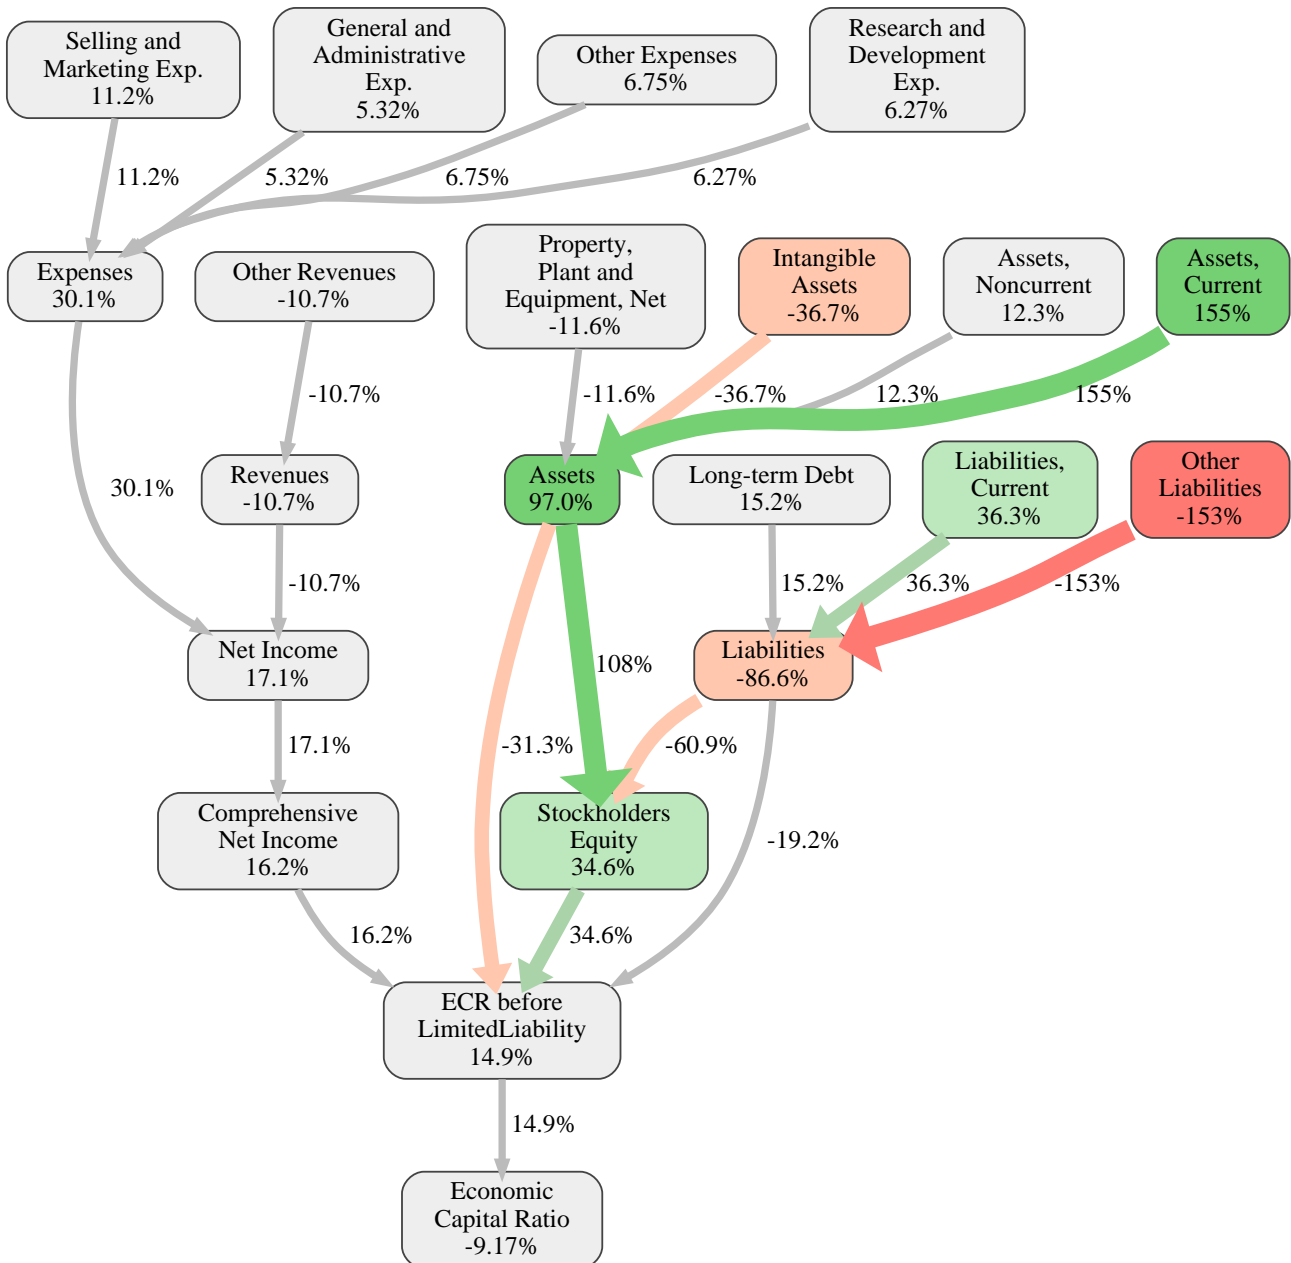 Selling and
Marketing Exp.
11.2%
General and
Administrative
Exp.
5.32%
Other Expenses
6.75%
Research and
Development
Exp.
6.27%
11.2%
5.32%
6.75%
6.27%
Expenses
30.1%
Other Revenues
-10.7%
Property,
Plant and
Equipment, Net
-11.6%
Intangible
Assets
-36.7%
Assets,
Noncurrent
12.3%
Assets,
Current
155%
-10.7%
-11.6%
-36.7%
12.3%
155%
30.1%
Revenues
-10.7%
Assets
97.0%
Long-term Debt
15.2%
Liabilities,
Current
36.3%
Other
Liabilities
-153%
-10.7%
15.2%
36.3%
-153%
Net Income
17.1%
108%
Liabilities
-86.6%
17.1%
-31.3%
-60.9%
Comprehensive
Net Income
16.2%
Stockholders
Equity
34.6%
-19.2%
16.2%
34.6%
ECR before
LimitedLiability
14.9%
14.9%
Economic
Capital Ratio
-9.17%